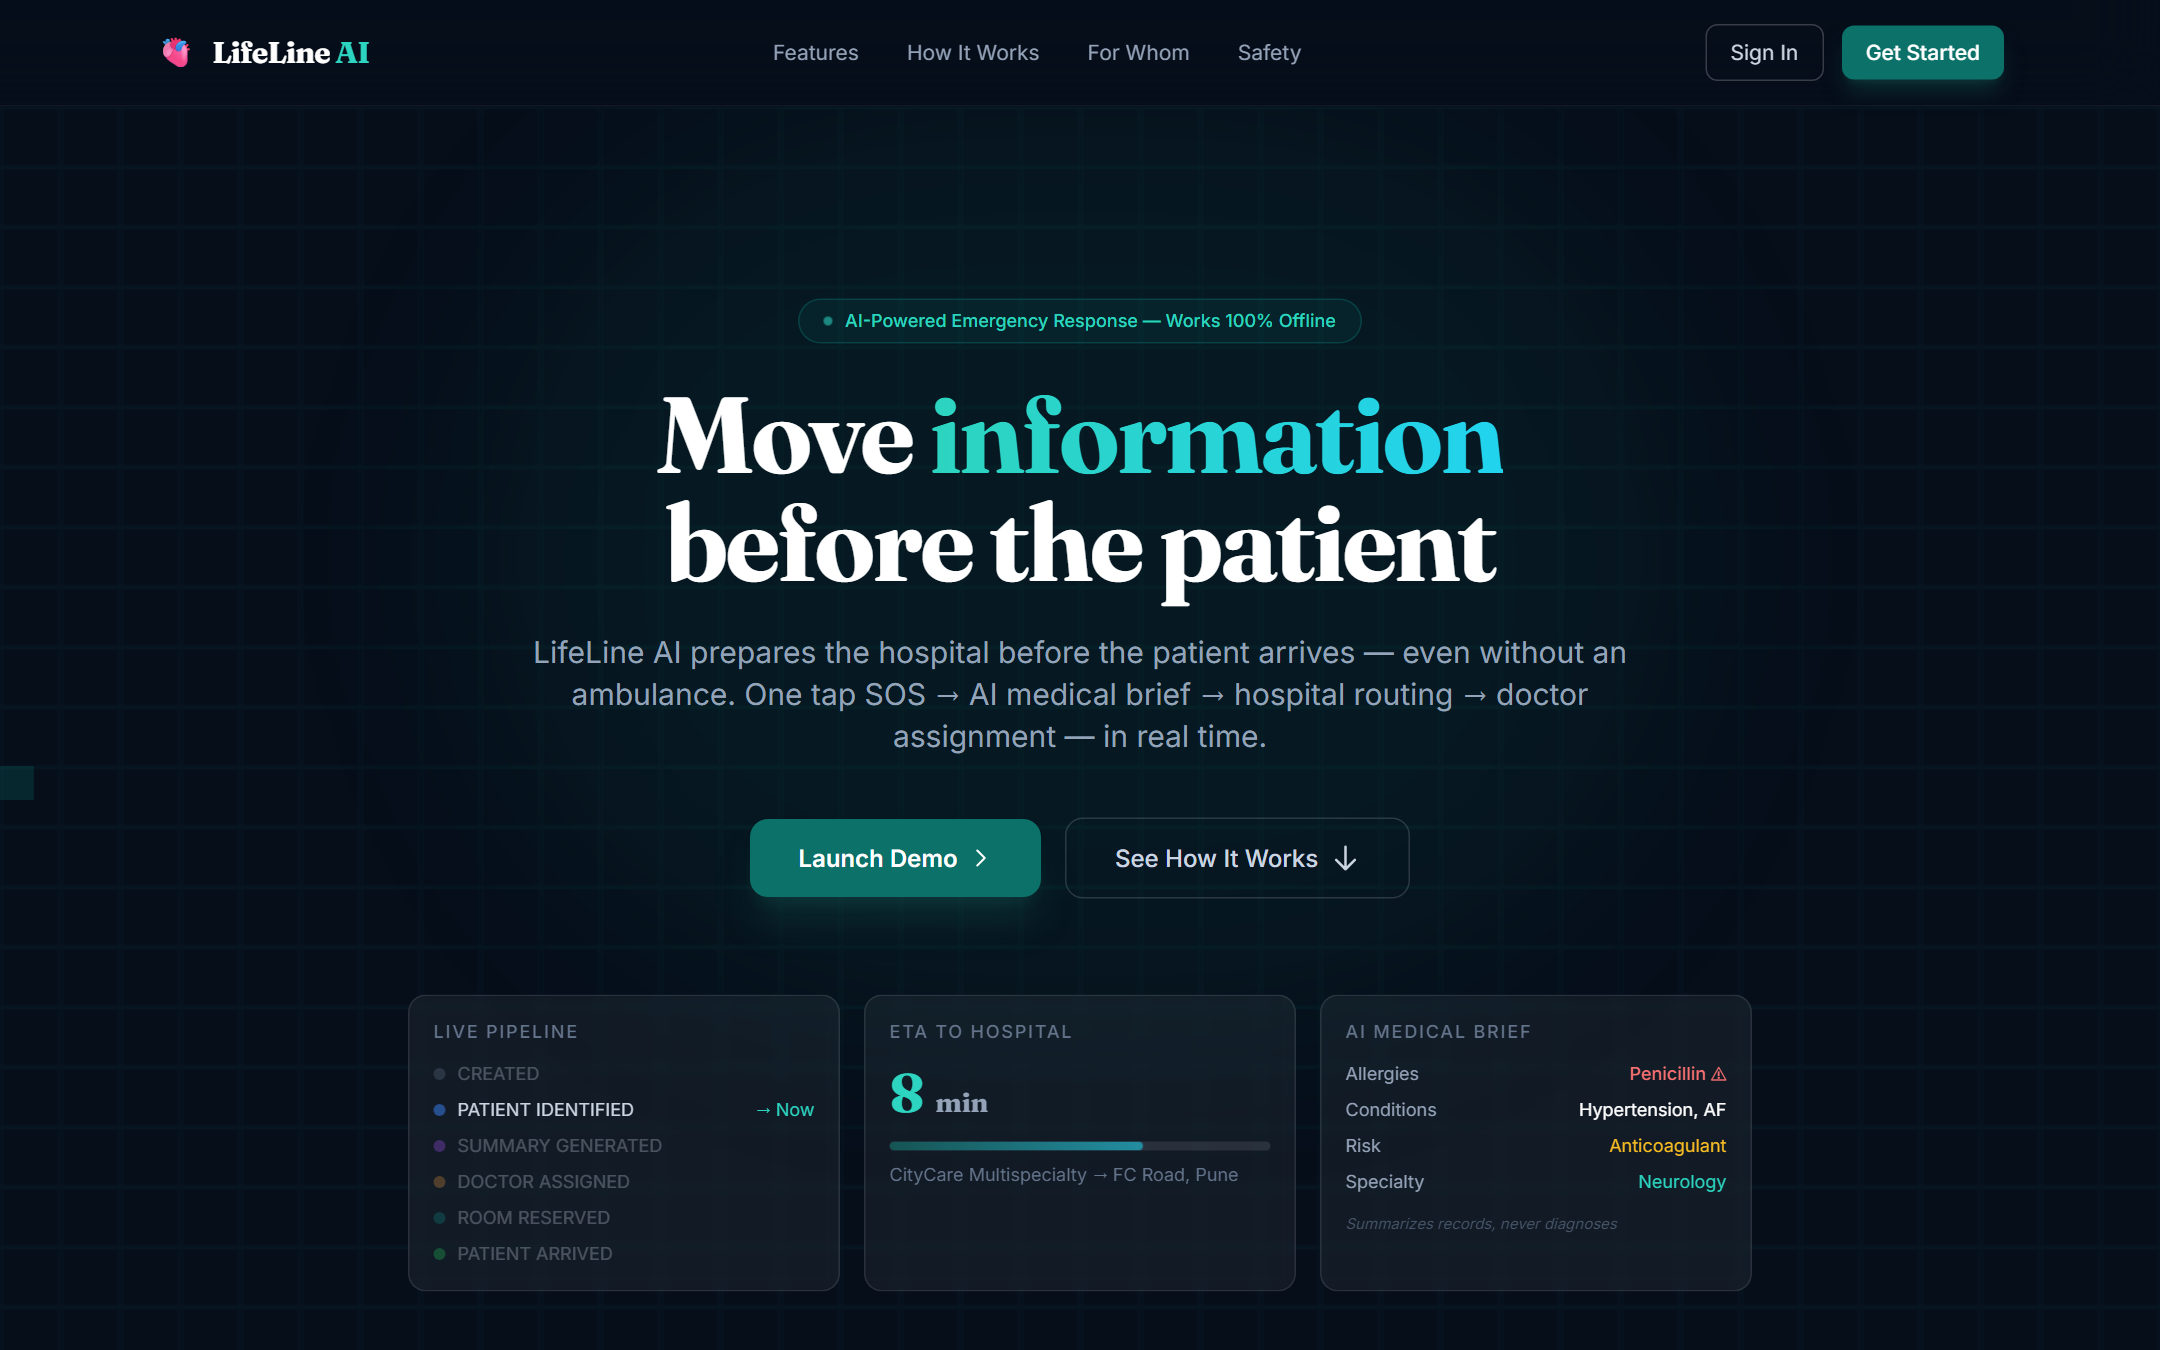 LifeLine AI
Features
How It Works
For Whom
Safety
Sign In
Get Started
AI-Powered Emergency Response — Works 100% Offline
Move information
before the patient
LifeLine AI prepares the hospital before the patient arrives — even without an
ambulance. One tap SOS → AI medical brief → hospital routing → doctor
assignment — in real time.
Launch Demo
See How It Works ↓
LIVE PIPELINE
CREATED
PATIENT IDENTIFIED → Now
SUMMARY GENERATED
DOCTOR ASSIGNED
ROOM RESERVED
PATIENT ARRIVED
ETA TO HOSPITAL
8 min
CityCare Multispecialty → FC Road, Pune
AI MEDICAL BRIEF
Allergies Penicillin ⚠
Conditions Hypertension, AF
Risk Anticoagulant
Specialty Neurology
Summarizes records, never diagnoses